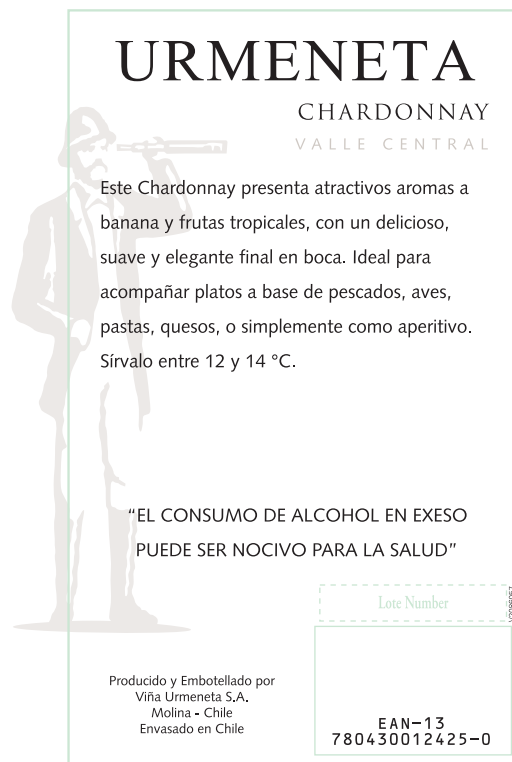 URMENETA
CHARDONNAY
VALLE CENTRAL
Este Chardonnay presenta atractivos aromas a
banana y frutas tropicales, con un delicioso,
suave y elegante final en boca. Ideal para
acompañar platos a base de pescados, aves,
pastas, quesos, o simplemente como aperitivo.
Sírvalo entre 12 y 14 °C.
“EL CONSUMO DE ALCOHOL EN EXESO
PUEDE SER NOCIVO PARA LA SALUD”
Lote Number
Producido y Embotellado por
Viña Urmeneta S.A.
Molina - Chile
Envasado en Chile
EAN-13
780430012425-0